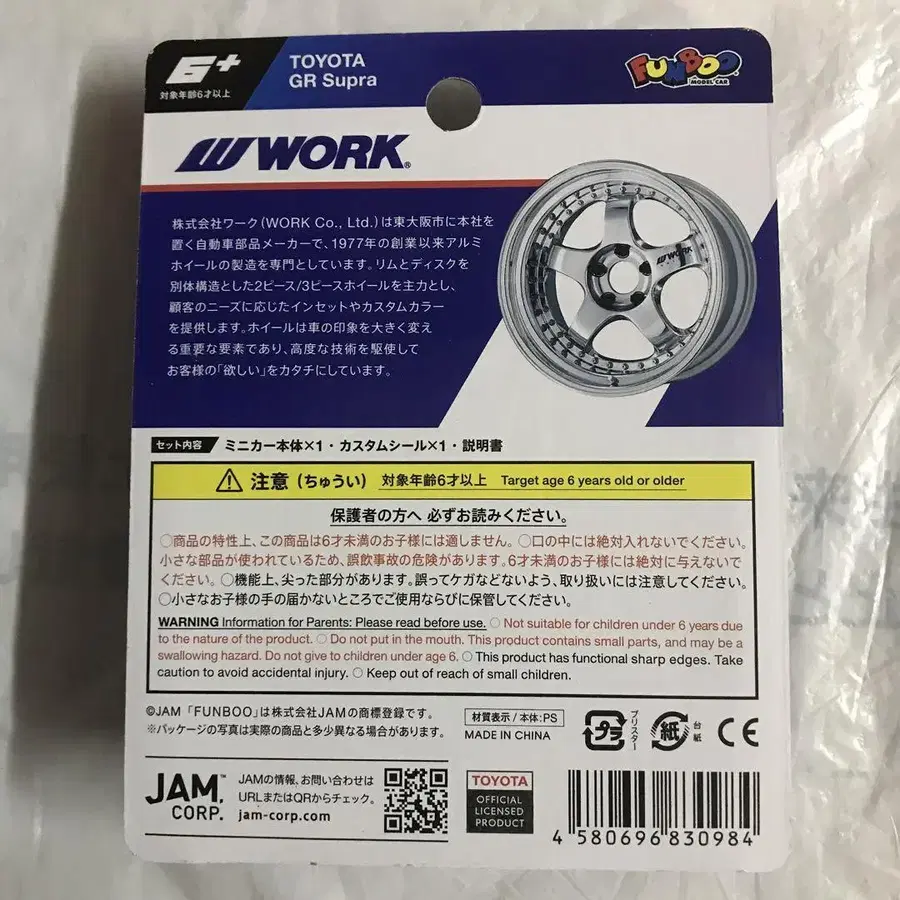 6+
対象年齢6才以上
TOYOTA
GR Supra
FUNBOO
MODEL CAR
WORK®
株式会社ワーク(WORK Co., Ltd.)は東大阪市に本社を
置く自動車部品メーカーで、1977年の創業以来アルミ
ホイールの製造を専門としています。リムとディスクを
別体構造とした2ピース/3ピースホイールを主力とし、
顧客のニーズに応じたインセットやカスタムカラー
を提供します。ホイールは車の印象を大きく変え
る重要な要素であり、高度な技術を駆使して
お客様の「欲しい」をカタチにしています。
WORK
セット内容 ミニカー本体×1・カスタムシール×1・説明書
注意(ちゅうい) 対象年齢6才以上 Target age 6 years old or older
保護者の方へ 必ずお読みください。
○商品の特性上、この商品は6才未満のお子様には適しません。○口の中には絶対入れないでください。
小さな部品が使われているため、誤飲事故の危険があります。6才未満のお子様には絶対に与えないで
ください。○機能上、尖った部分があります。誤ってケガなどないよう、取り扱いには注意してください。
○小さなお子様の手の届かないところでご使用ならびに保管してください。
WARNING Information for Parents: Please read before use. ○ Not suitable for children under 6 years due
to the nature of the product. ○ Do not put in the mouth. This product contains small parts, and may be a
swallowing hazard. Do not give to children under age 6. ○ This product has functional sharp edges. Take
caution to avoid accidental injury. ○ Keep out of reach of small children.
©JAM 「FUNBOO」は株式会社JAMの商標登録です。
※パッケージの写真は実際の商品と多少異なる場合があります。
材質表示/本体:PS
MADE IN CHINA
プラ
ブリスター
紙
台紙
CE
JAM™
CORP.
JAMの情報、お問い合わせは
URLまたはQRからチェック。
jam-corp.com
TOYOTA
OFFICIAL
LICENSED
PRODUCT
4 580696 830984